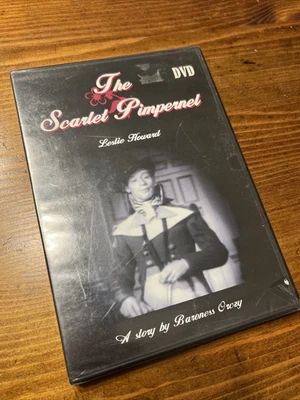 The
DVD
Scarlet Pimpernel
Leslie Howard
A story by Baroness Orczy